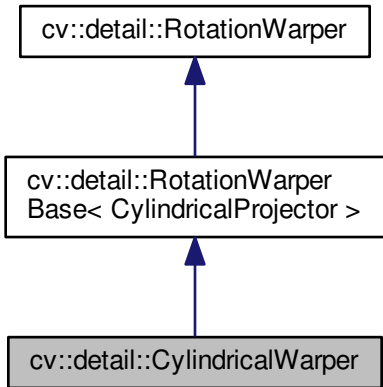 cv::detail::RotationWarper
cv::detail::RotationWarper
Base< CylindricalProjector >
cv::detail::CylindricalWarper